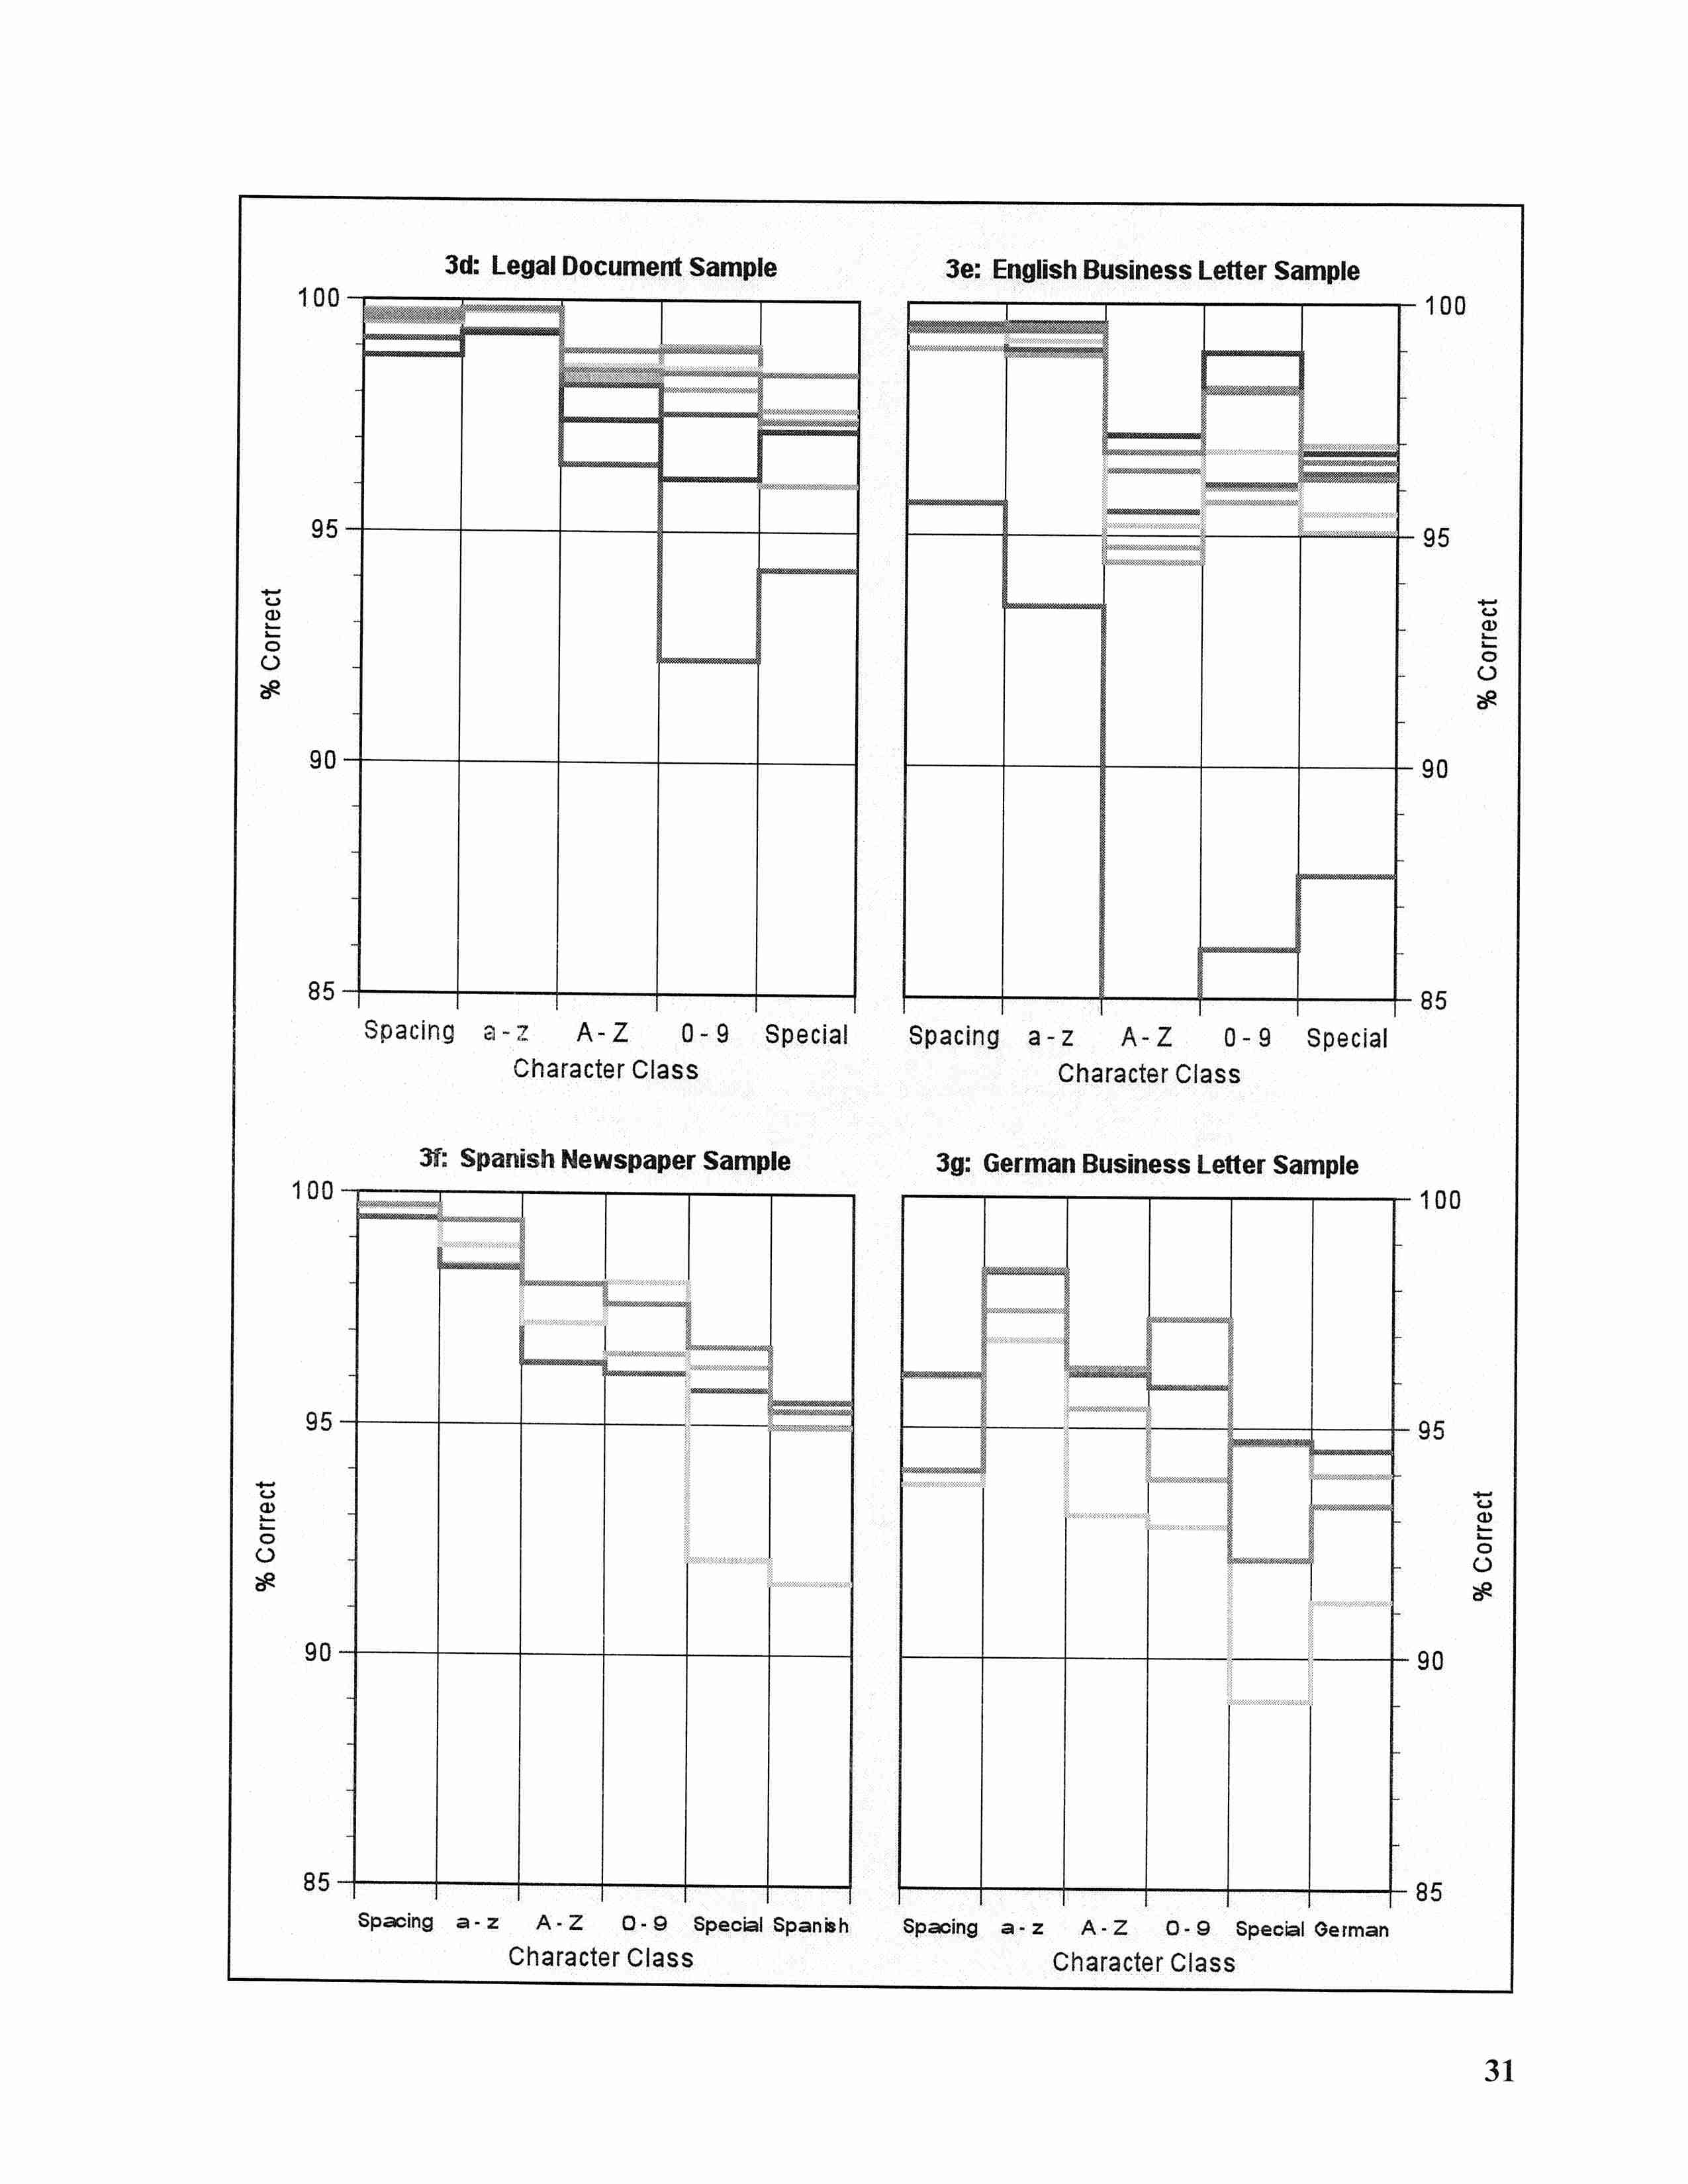 3d: Legal Document Sample
100
95
90
85
% Correct
Spacing a - z A - Z 0 - 9 Special
Character Class
3e: English Business Letter Sample
100
95
90
85
% Correct
Spacing a - z A - Z 0 - 9 Special
Character Class
3f: Spanish Newspaper Sample
100
95
90
85
% Correct
Spacing a - z A - Z 0 - 9 Special Spanish
Character Class
3g: German Business Letter Sample
100
95
90
85
% Correct
Spacing a - z A - Z 0 - 9 Special German
Character Class
31